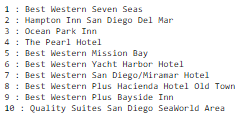 1 : Best Western Seven Seas
2 : Hampton Inn San Diego Del Mar
3 : Ocean Park Inn
4 : The Pearl Hotel
5 : Best Western Mission Bay
6 : Best Western Yacht Harbor Hotel
7 : Best Western San Diego/Miramar Hotel
8 : Best Western Plus Hacienda Hotel Old Town
9 : Best Western Plus Bayside Inn
10 : Quality Suites San Diego SeaWorld Area